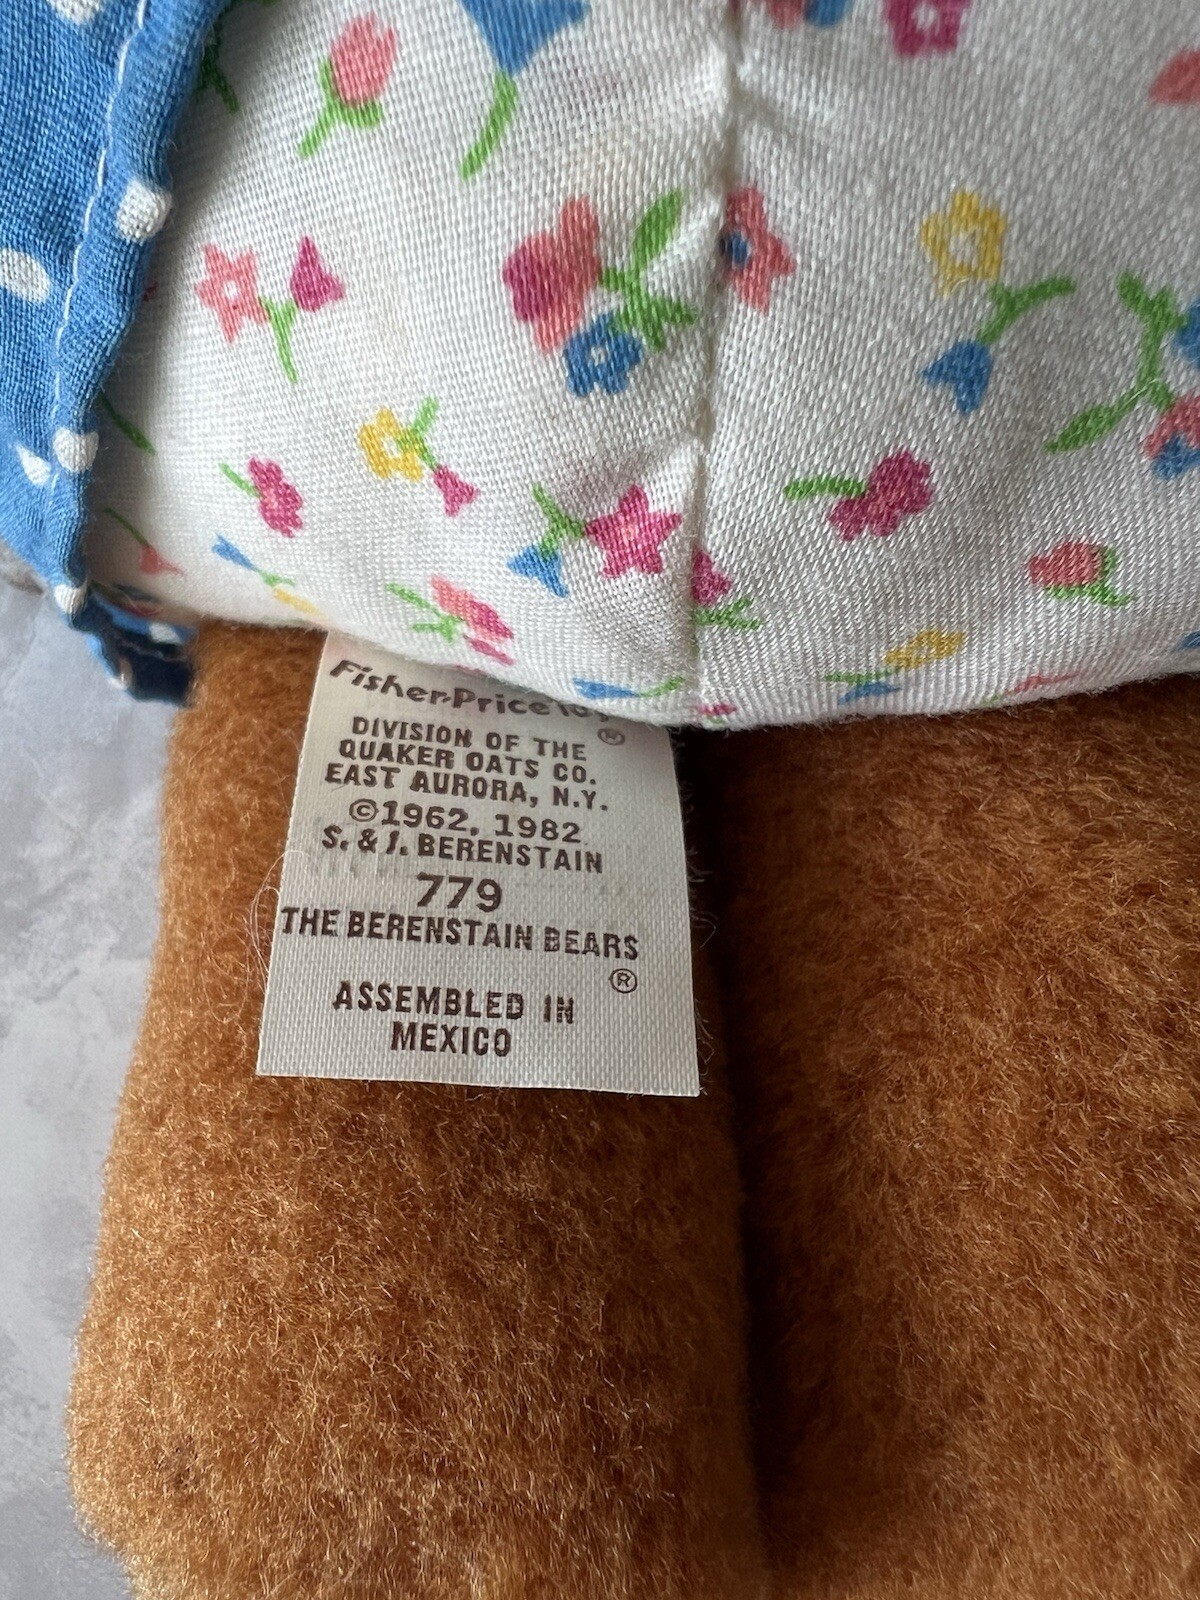 Fisher-Price Toys
®
DIVISION OF THE
QUAKER OATS CO.
EAST AURORA, N.Y.
©1962, 1982
S. & J. BERENSTAIN
779
THE BERENSTAIN BEARS
®
ASSEMBLED IN
MEXICO